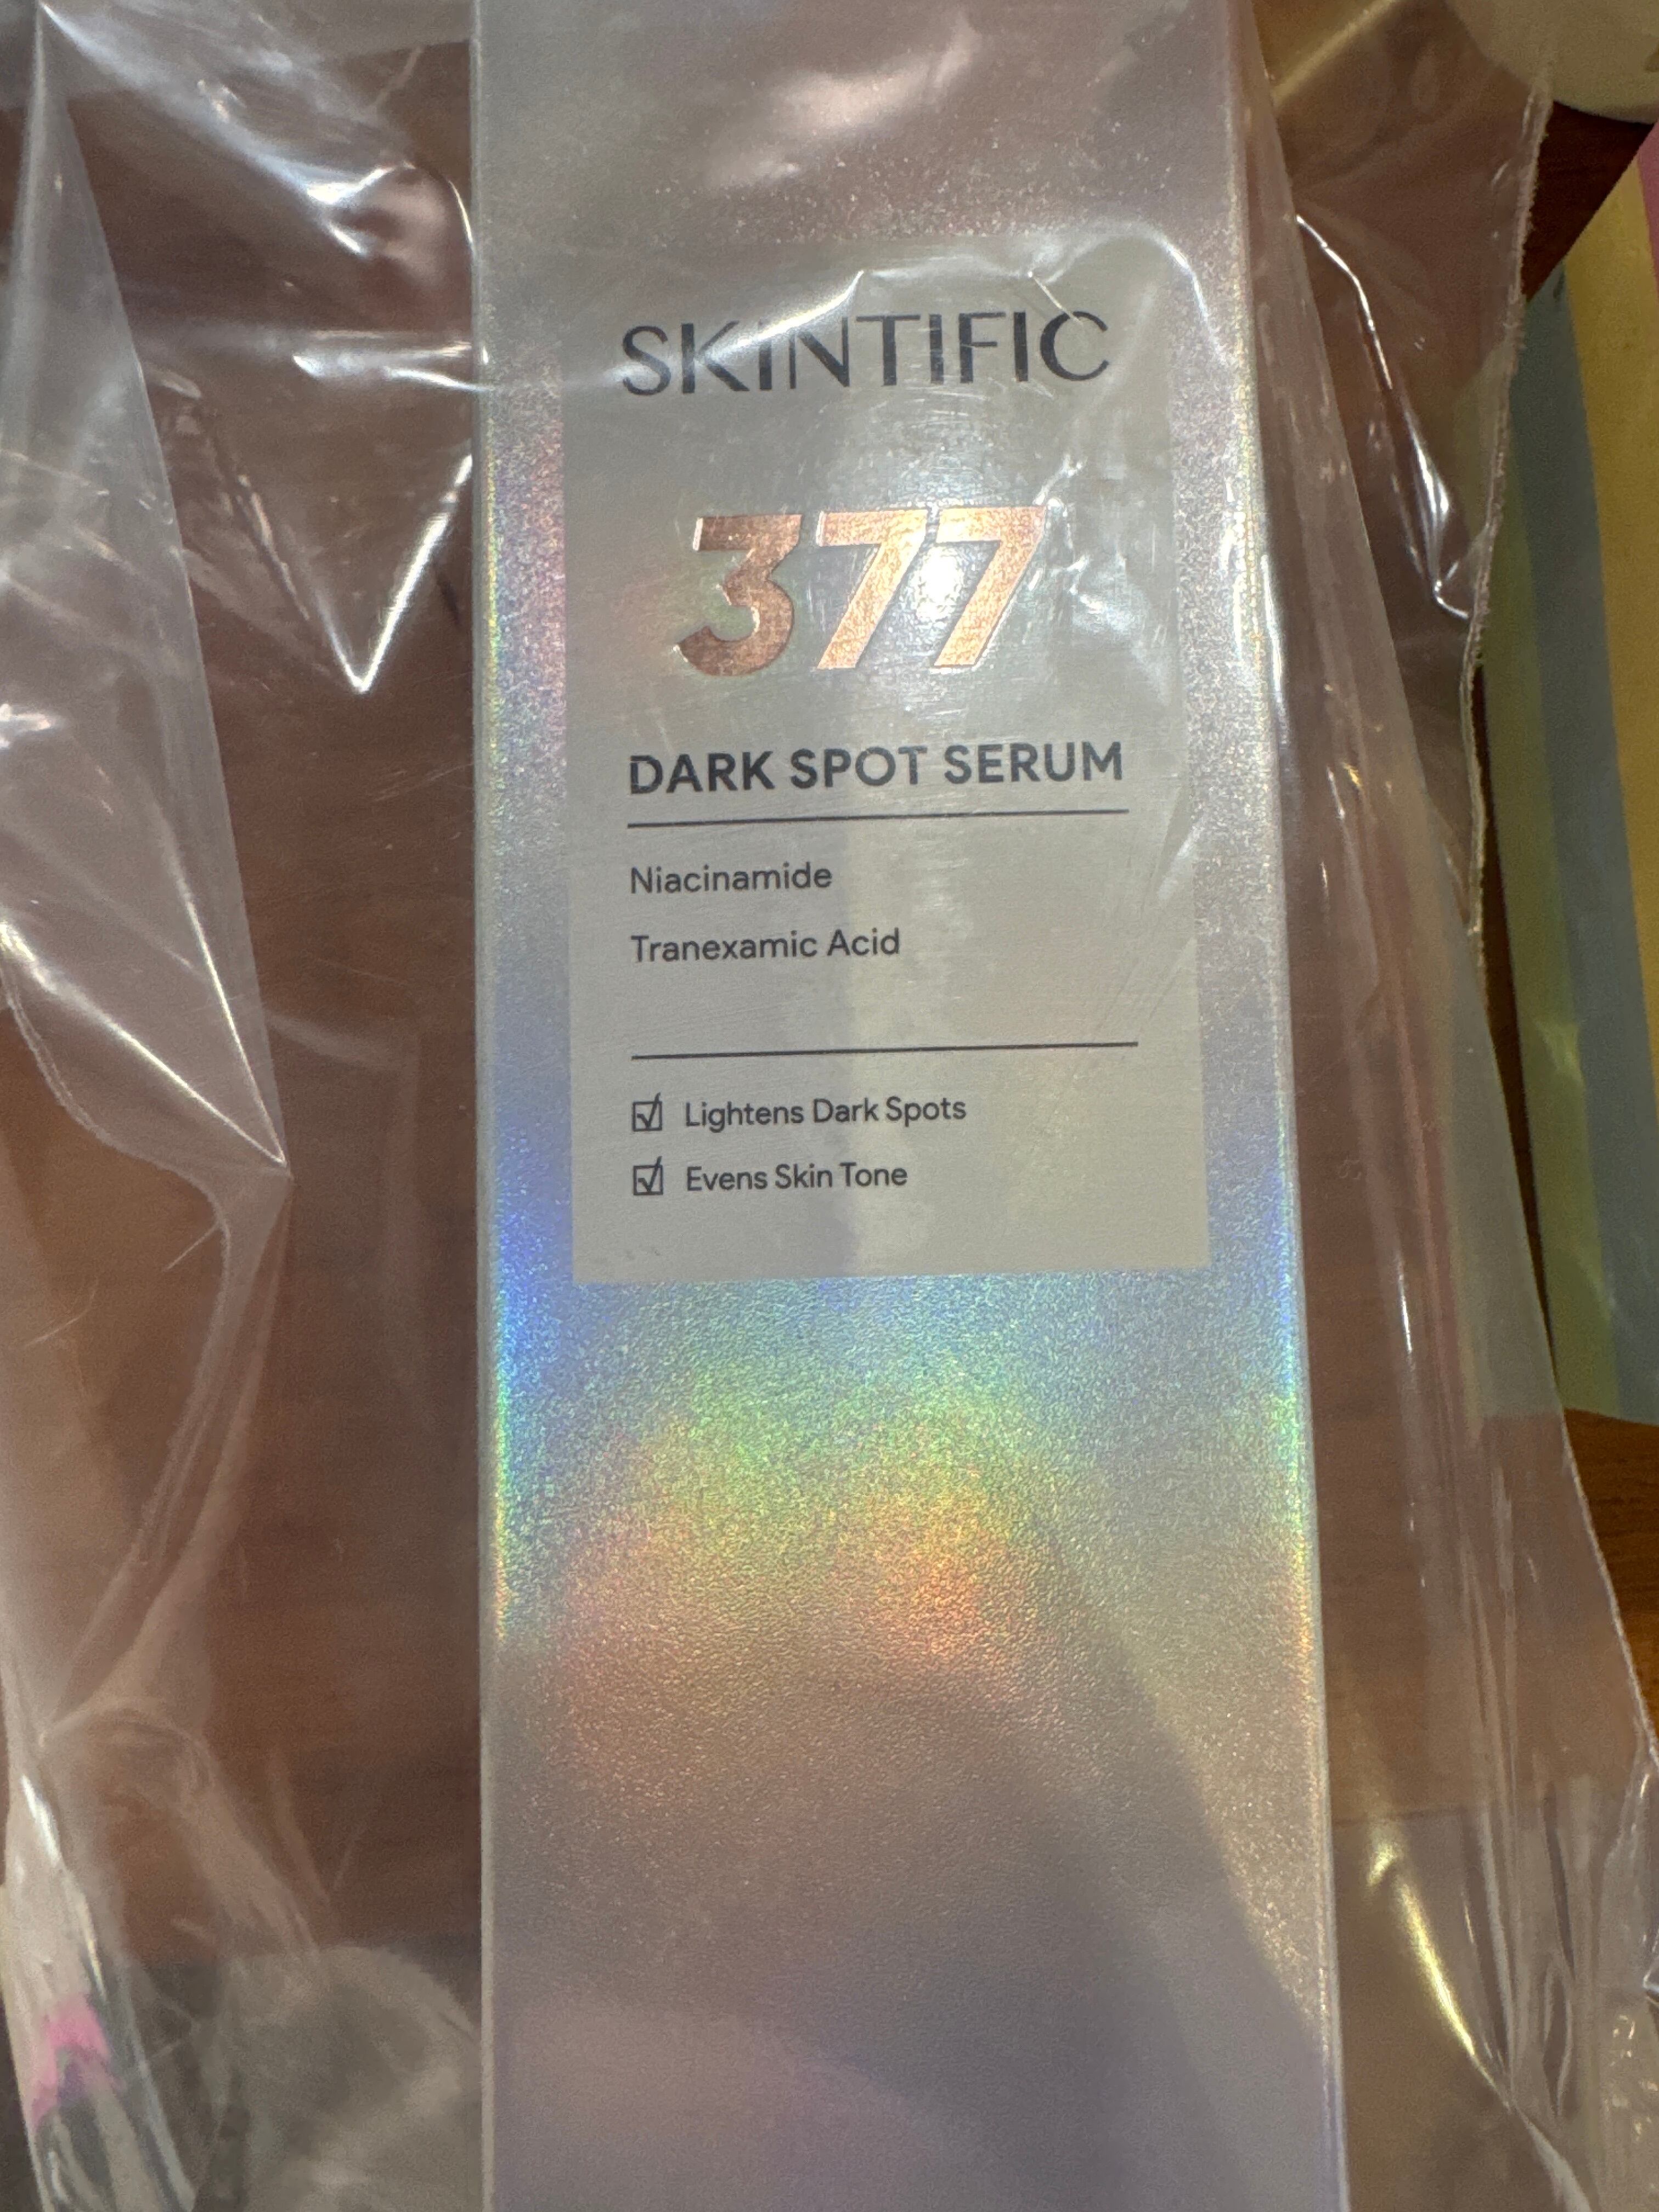 SKINTIFIC
377
DARK SPOT SERUM
Niacinamide
Tranexamic Acid
Lightens Dark Spots
Evens Skin Tone